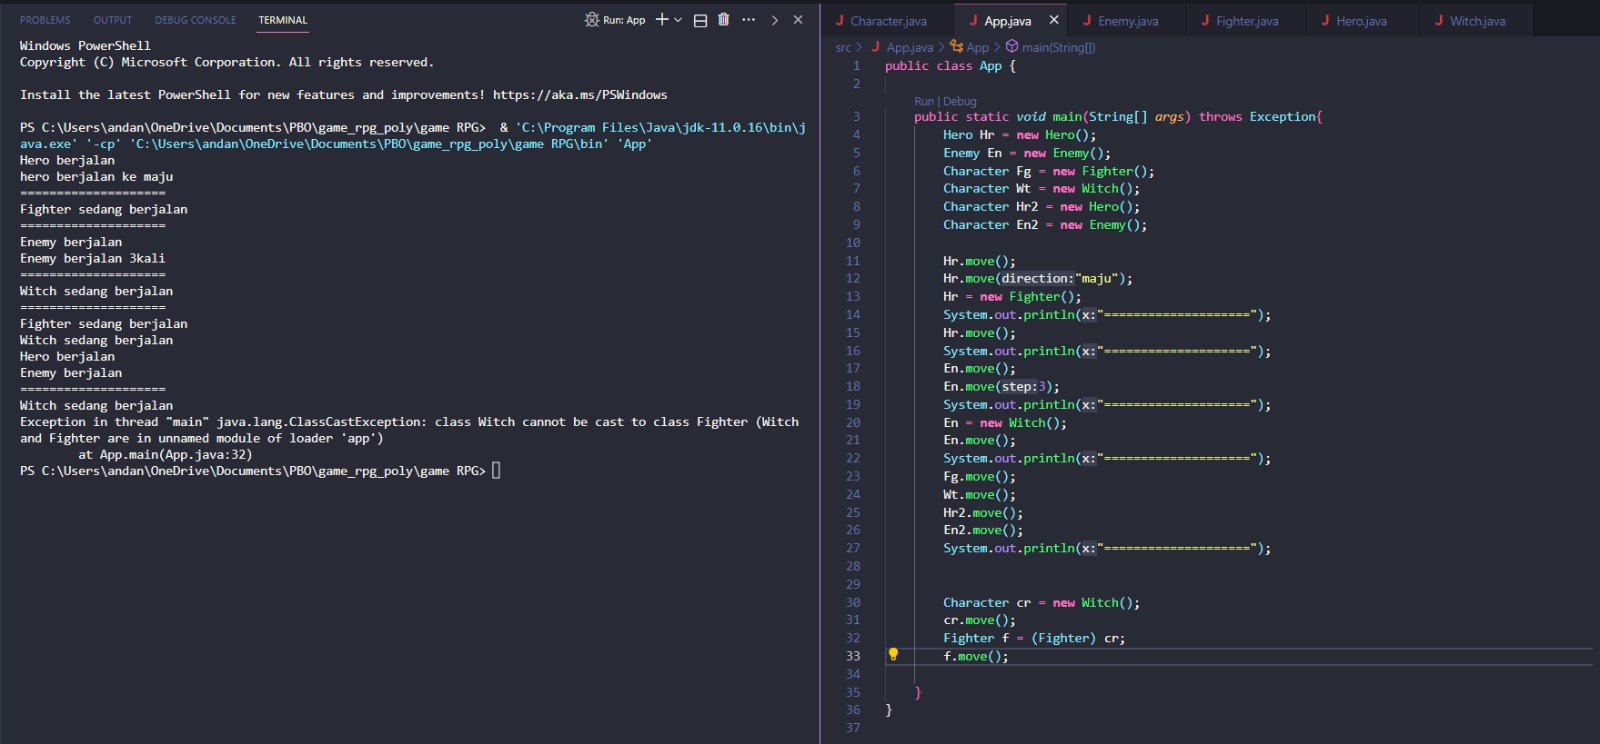 PROBLEMS OUTPUT DEBUG CONSOLE TERMINAL Run: App
Windows PowerShell
Copyright (C) Microsoft Corporation. All rights reserved.
Install the latest PowerShell for new features and improvements! https://aka.ms/PSWindows
PS C:\Users\andan\OneDrive\Documents\PBO\game_rpg_poly\game RPG>  & 'C:\Program Files\Java\jdk-11.0.16\bin\j
ava.exe' '-cp' 'C:\Users\andan\OneDrive\Documents\PBO\game_rpg_poly\game RPG\bin' 'App'
Hero berjalan
hero berjalan ke maju
====================
Fighter sedang berjalan
====================
Enemy berjalan
Enemy berjalan 3kali
====================
Witch sedang berjalan
====================
Fighter sedang berjalan
Witch sedang berjalan
Hero berjalan
Enemy berjalan
====================
Witch sedang berjalan
Exception in thread "main" java.lang.ClassCastException: class Witch cannot be cast to class Fighter (Witch
and Fighter are in unnamed module of loader 'app')
        at App.main(App.java:32)
PS C:\Users\andan\OneDrive\Documents\PBO\game_rpg_poly\game RPG>
J Character.java J App.java J Enemy.java J Fighter.java J Hero.java J Witch.java
src > J App.java > App > main(String[])
1 public class App {
2
Run | Debug
3     public static void main(String[] args) throws Exception{
4         Hero Hr = new Hero();
5         Enemy En = new Enemy();
6         Character Fg = new Fighter();
7         Character Wt = new Witch();
8         Character Hr2 = new Hero();
9         Character En2 = new Enemy();
10
11         Hr.move();
12         Hr.move(direction:"maju");
13         Hr = new Fighter();
14         System.out.println(x:"====================");
15         Hr.move();
16         System.out.println(x:"====================");
17         En.move();
18         En.move(step:3);
19         System.out.println(x:"====================");
20         En = new Witch();
21         En.move();
22         System.out.println(x:"====================");
23         Fg.move();
24         Wt.move();
25         Hr2.move();
26         En2.move();
27         System.out.println(x:"====================");
28
29
30         Character cr = new Witch();
31         cr.move();
32         Fighter f = (Fighter) cr;
33         f.move();
34
35     }
36 }
37